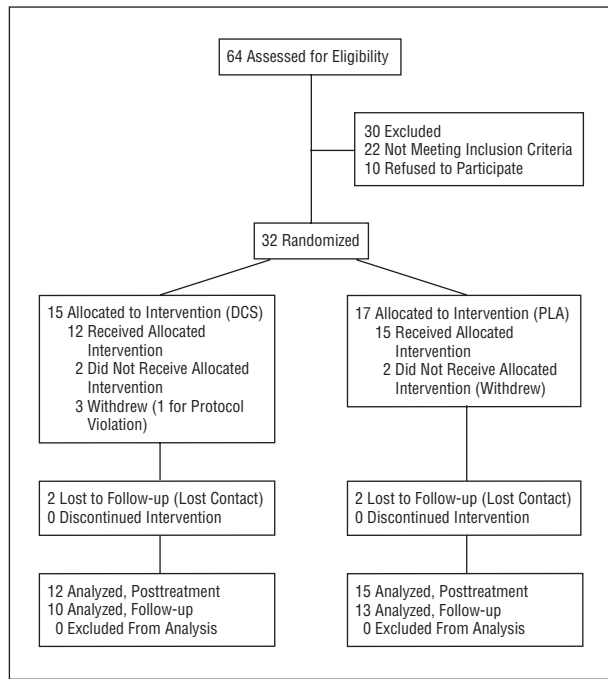 64 Assessed for Eligibility
30 Excluded
22 Not Meeting Inclusion Criteria
10 Refused to Participate
32 Randomized
15 Allocated to Intervention (DCS)
12 Received Allocated
Intervention
2 Did Not Receive Allocated
Intervention
3 Withdrew (1 for Protocol
Violation)
17 Allocated to Intervention (PLA)
15 Received Allocated
Intervention
2 Did Not Receive Allocated
Intervention (Withdrew)
2 Lost to Follow-up (Lost Contact)
0 Discontinued Intervention
2 Lost to Follow-up (Lost Contact)
0 Discontinued Intervention
12 Analyzed, Posttreatment
10 Analyzed, Follow-up
0 Excluded From Analysis
15 Analyzed, Posttreatment
13 Analyzed, Follow-up
0 Excluded From Analysis